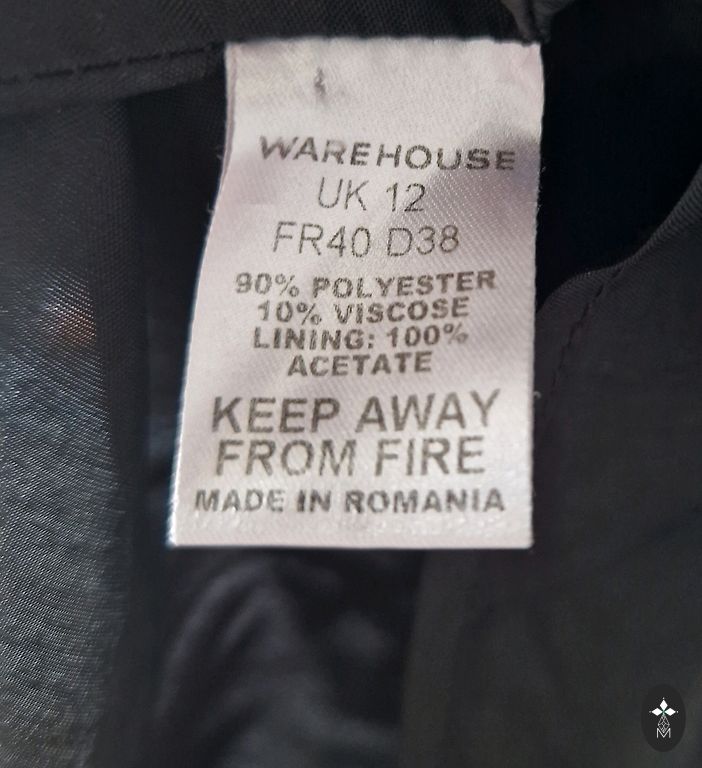 WAREHOUSE
UK 12
FR40 D38
90% POLYESTER
10% VISCOSE
LINING: 100%
ACETATE
KEEP AWAY
FROM FIRE
MADE IN ROMANIA
M